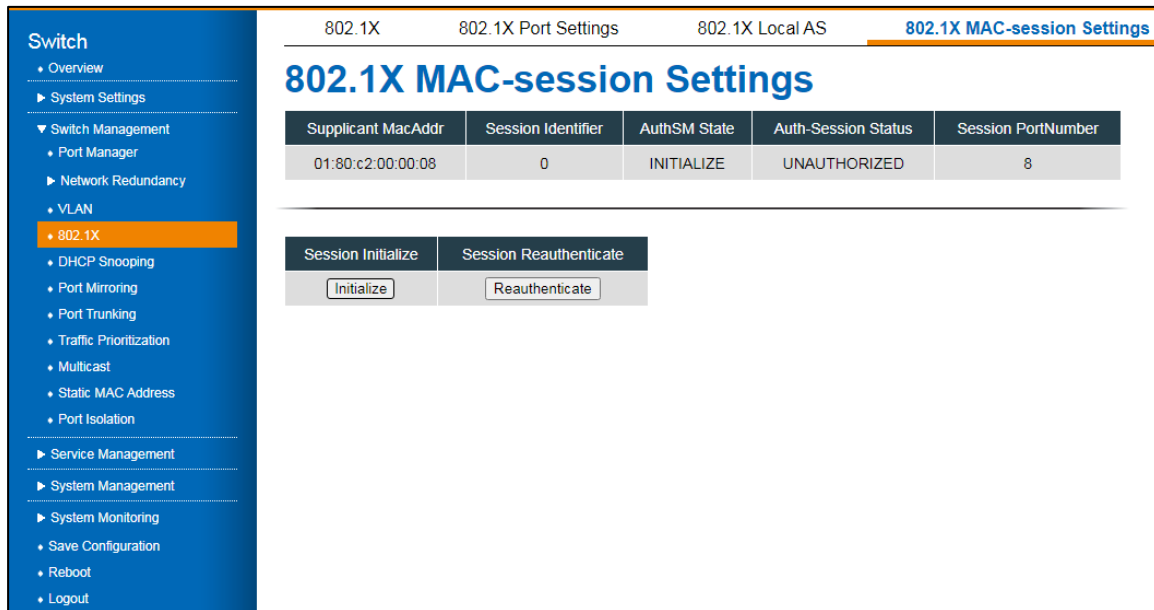 Switch
Overview
System Settings
Switch Management
Port Manager
Network Redundancy
VLAN
802.1X
DHCP Snooping
Port Mirroring
Port Trunking
Traffic Prioritization
Multicast
Static MAC Address
Port Isolation
Service Management
System Management
System Monitoring
Save Configuration
Reboot
Logout
802.1X 802.1X Port Settings 802.1X Local AS 802.1X MAC-session Settings
802.1X MAC-session Settings
Supplicant MacAddr Session Identifier AuthSM State Auth-Session Status Session PortNumber
01:80:c2:00:00:08 0 INITIALIZE UNAUTHORIZED 8
Session Initialize Session Reauthenticate
Initialize Reauthenticate